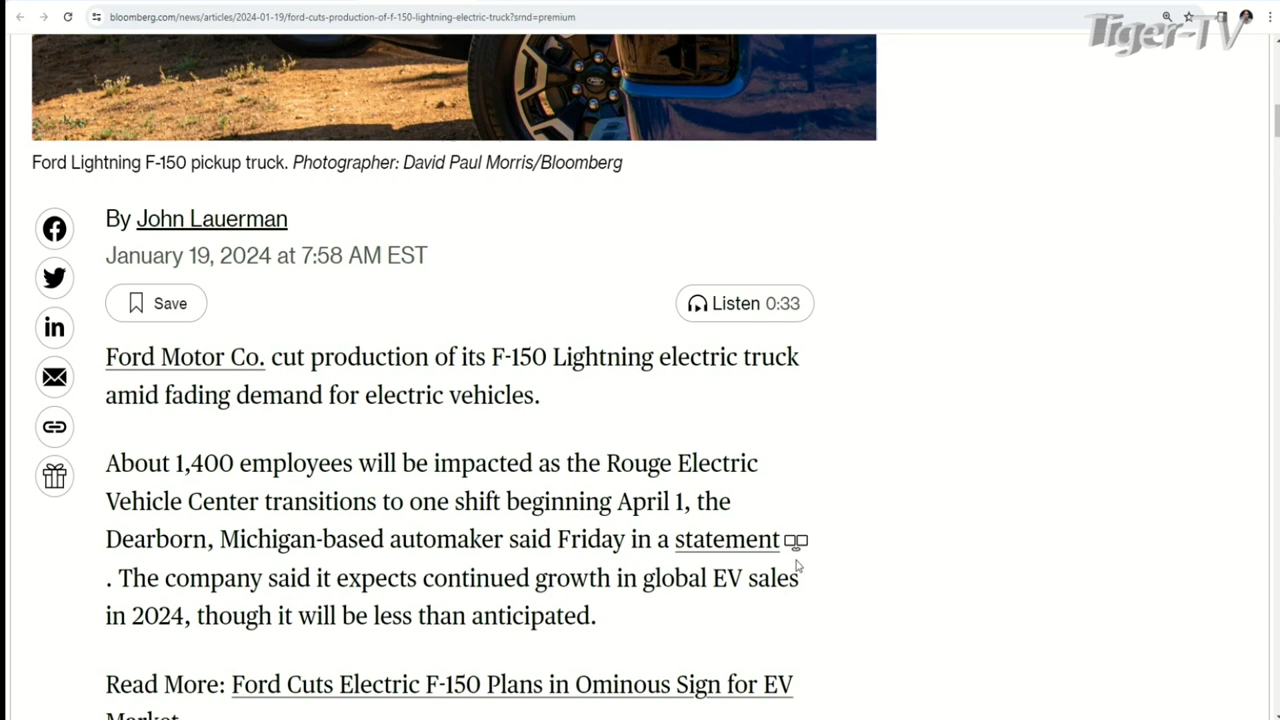 bloomberg.com/news/articles/2024-01-19/ford-cuts-production-of-f-150-lightning-electric-truck?srnd=premium
Tiger-TV
Ford Lightning F-150 pickup truck. Photographer: David Paul Morris/Bloomberg
By John Lauerman
January 19, 2024 at 7:58 AM EST
Save
Listen 0:33
Ford Motor Co. cut production of its F-150 Lightning electric truck
amid fading demand for electric vehicles.
About 1,400 employees will be impacted as the Rouge Electric
Vehicle Center transitions to one shift beginning April 1, the
Dearborn, Michigan-based automaker said Friday in a statement
. The company said it expects continued growth in global EV sales
in 2024, though it will be less than anticipated.
Read More: Ford Cuts Electric F-150 Plans in Ominous Sign for EV
Market